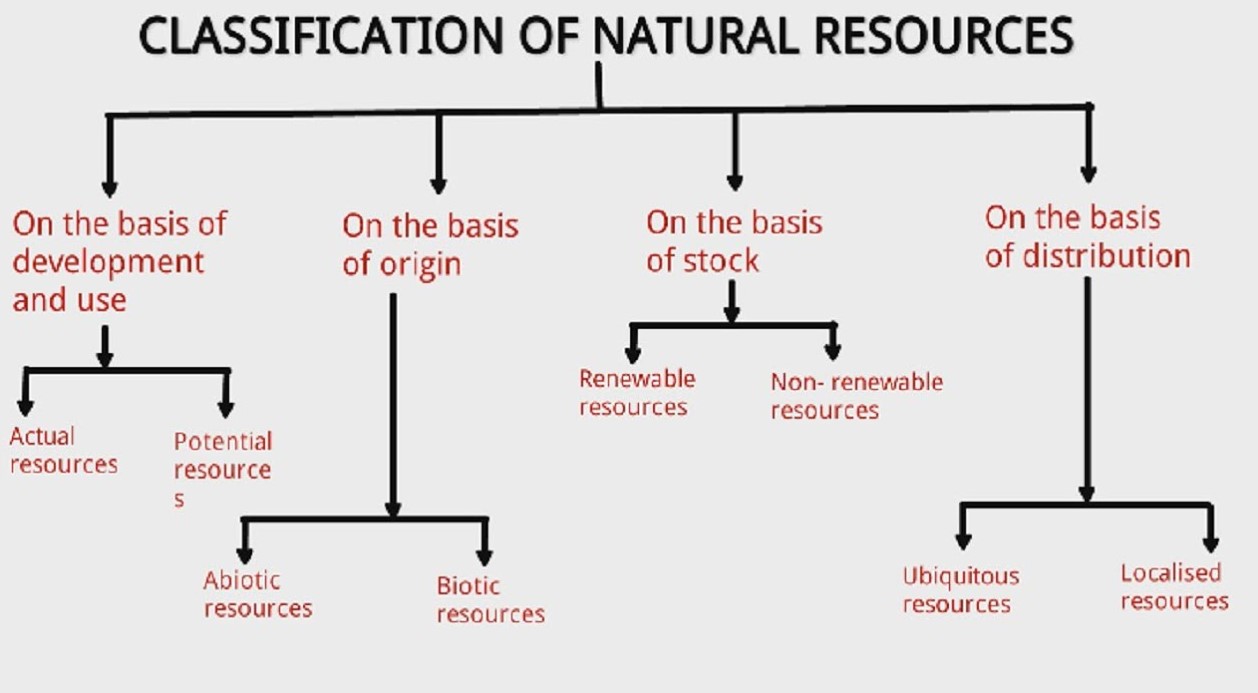 CLASSIFICATION OF NATURAL RESOURCES
On the basis of
development
and use
On the basis
of origin
On the basis
of stock
On the basis
of distribution
Actual
resources
Potential
resource
s
Abiotic
resources
Biotic
resources
Renewable
resources
Non- renewable
resources
Ubiquitous
resources
Localised
resources